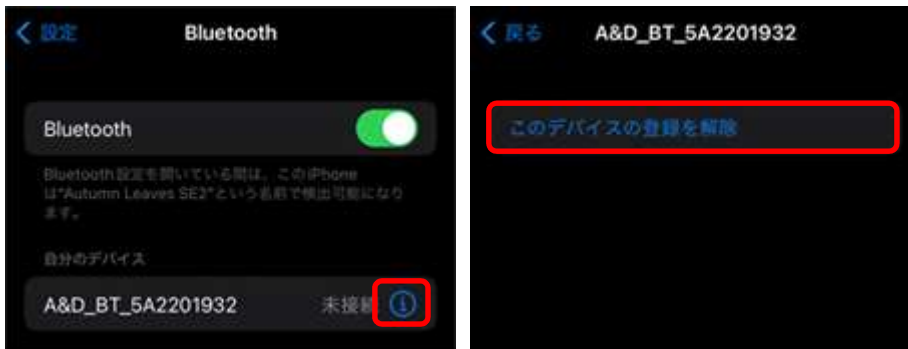 設定
Bluetooth
Bluetooth
Bluetooth設定を開いている間は、このiPhone
は"Autumn Leaves SE2"という名前で検出可能になり
ます。
自分のデバイス
A&D_BT_5A2201932 未接続
戻る
A&D_BT_5A2201932
このデバイスの登録を解除